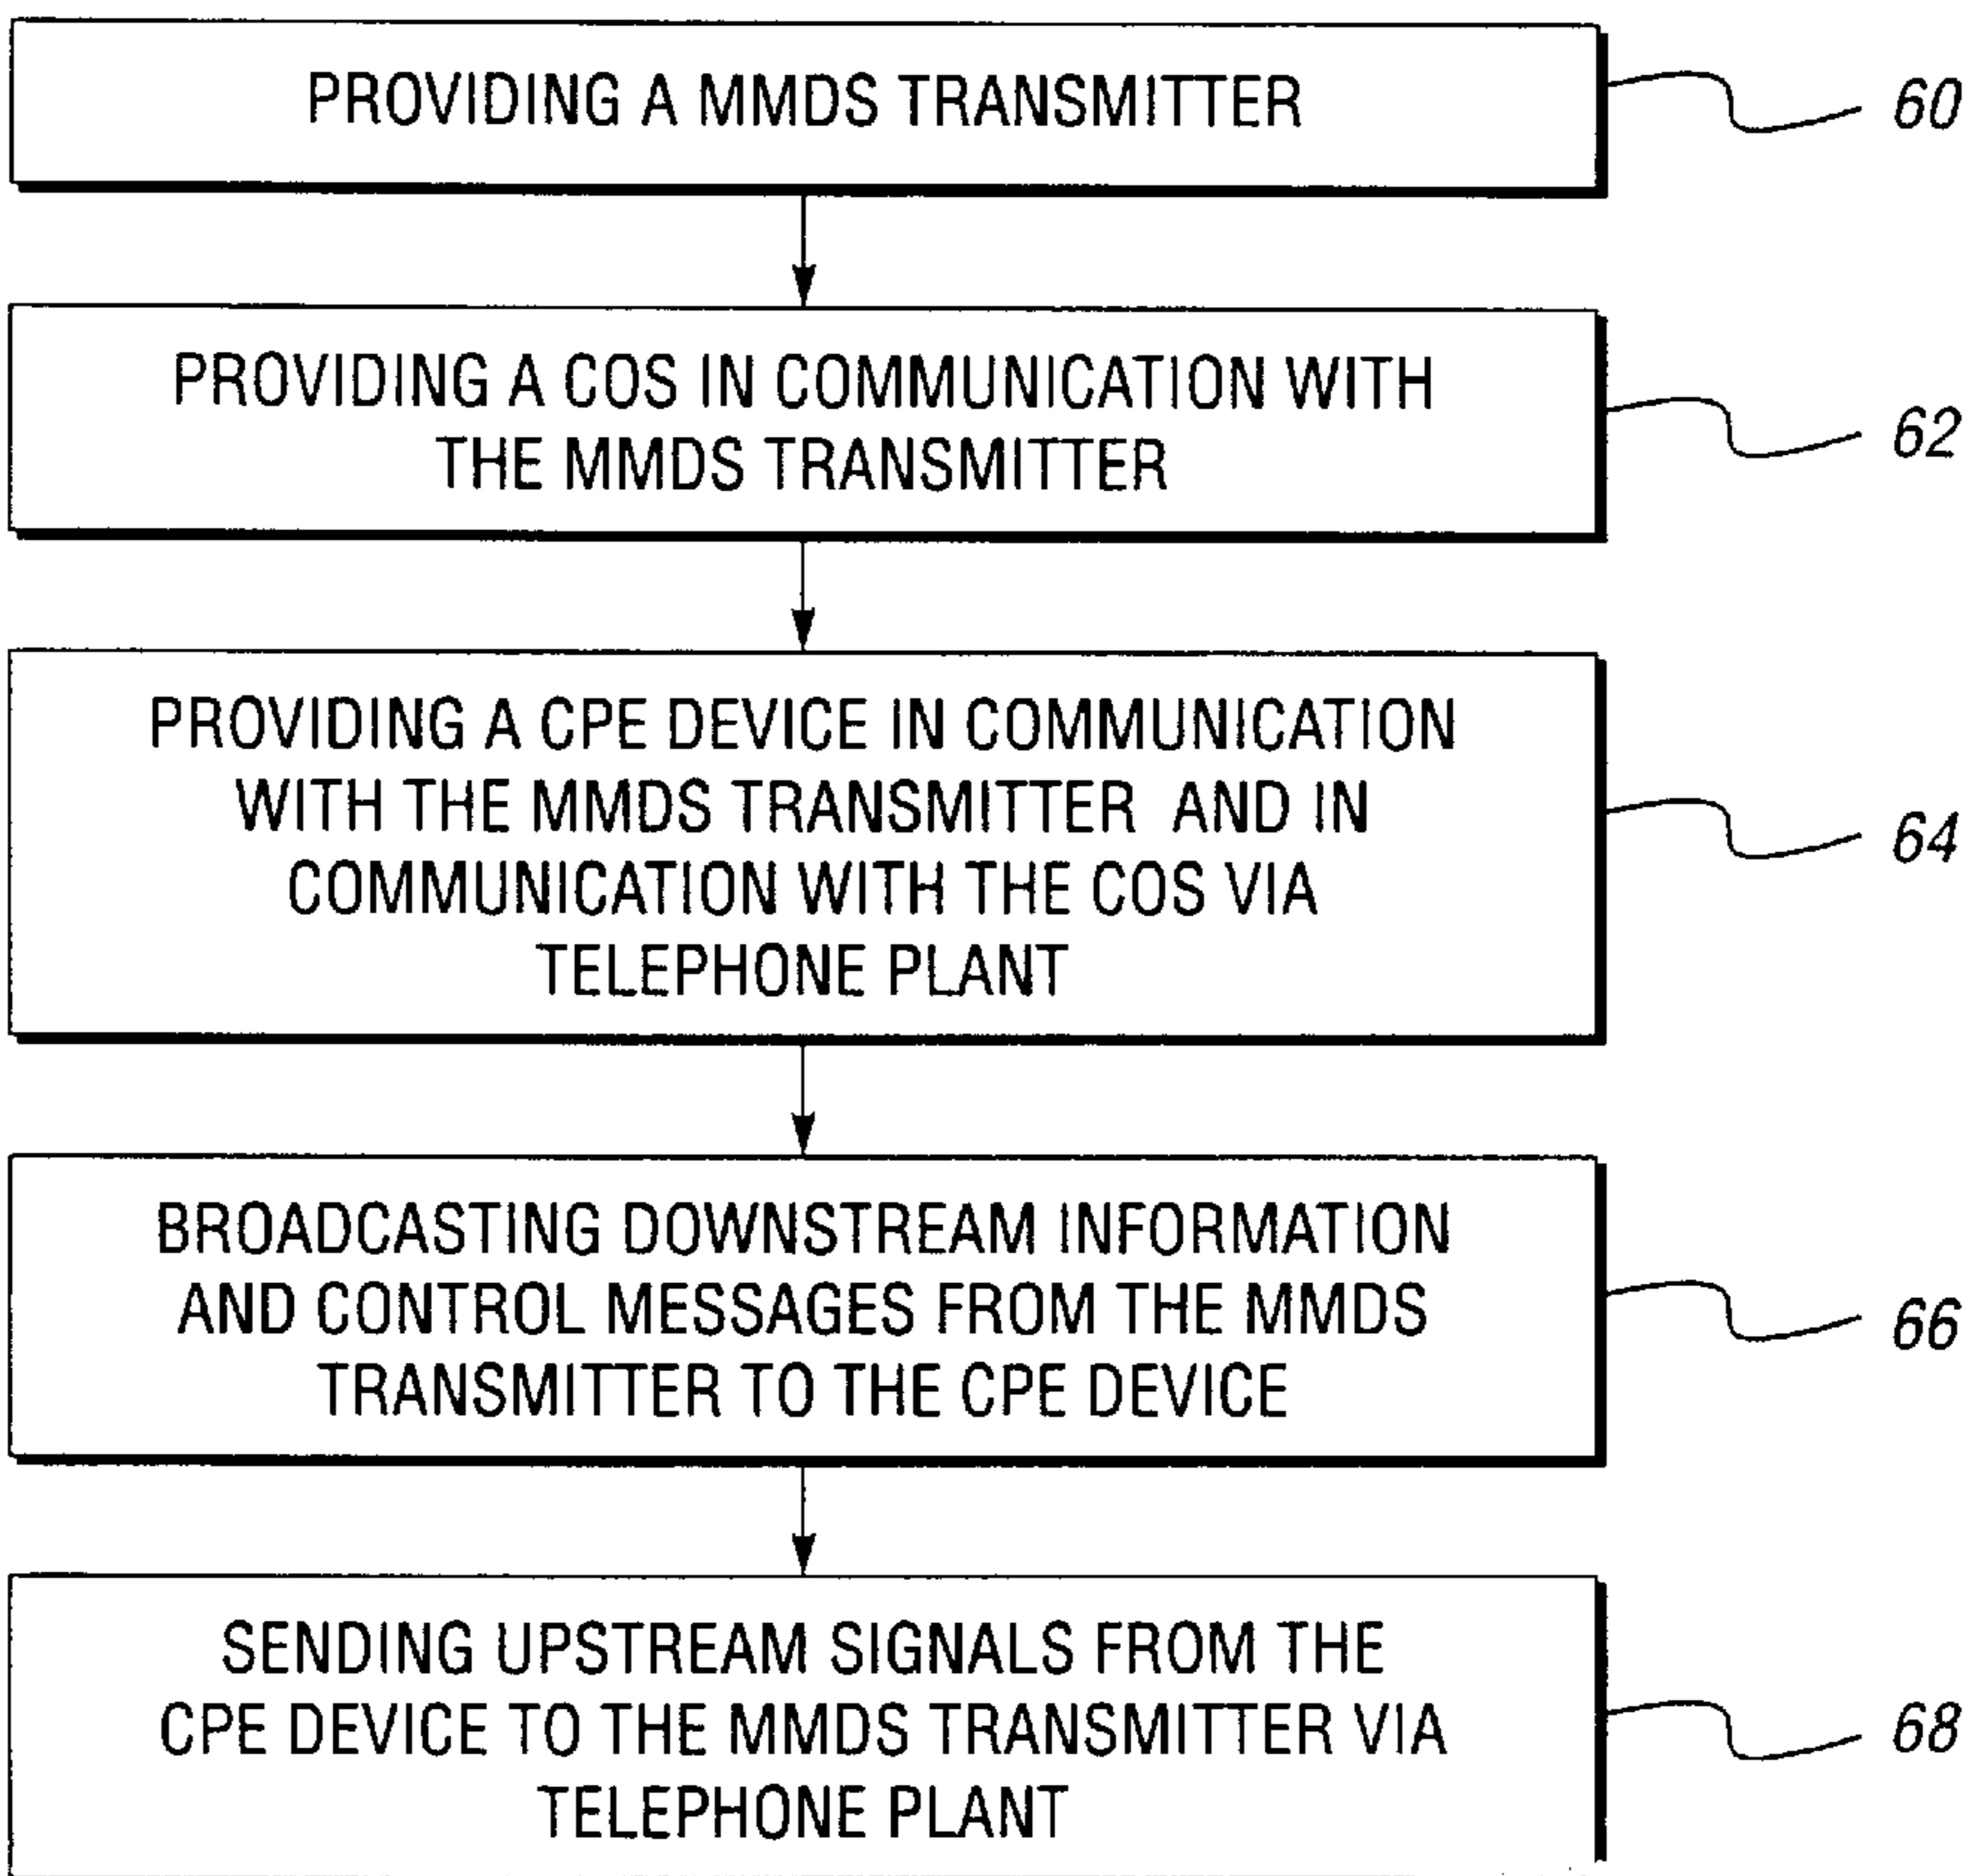 PROVIDING A MMDS TRANSMITTER
60
PROVIDING A COS IN COMMUNICATION WITH
THE MMDS TRANSMITTER
62
PROVIDING A CPE DEVICE IN COMMUNICATION
WITH THE MMDS TRANSMITTER AND IN
COMMUNICATION WITH THE COS VIA
TELEPHONE PLANT
64
BROADCASTING DOWNSTREAM INFORMATION
AND CONTROL MESSAGES FROM THE MMDS
TRANSMITTER TO THE CPE DEVICE
66
SENDING UPSTREAM SIGNALS FROM THE
CPE DEVICE TO THE MMDS TRANSMITTER VIA
TELEPHONE PLANT
68